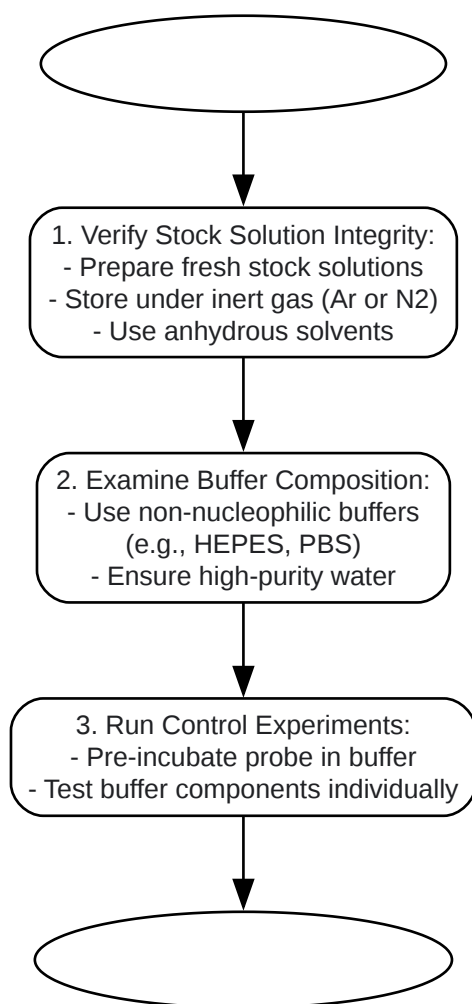 1. Verify Stock Solution Integrity:
- Prepare fresh stock solutions
- Store under inert gas (Ar or N2)
- Use anhydrous solvents
2. Examine Buffer Composition:
- Use non-nucleophilic buffers
(e.g., HEPES, PBS)
- Ensure high-purity water
3. Run Control Experiments:
- Pre-incubate probe in buffer
- Test buffer components individually